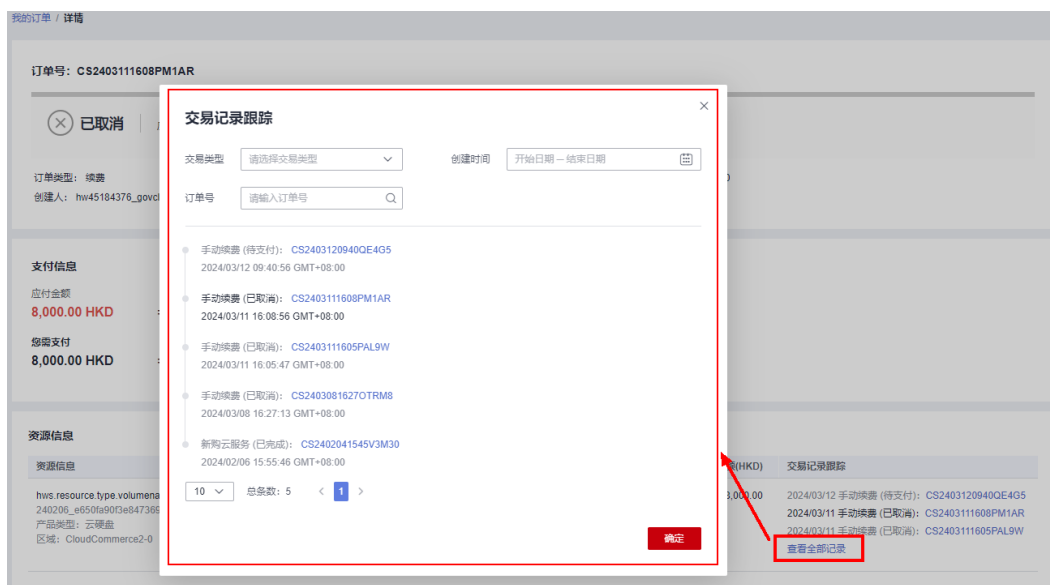 我的订单 / 详情
订单号：CS2403111608PM1AR
已取消
订单类型： 续费
创建人： hw45184376_govcl
支付信息
应付金额
8,000.00 HKD
您需支付
8,000.00 HKD
资源信息
资源信息
hws.resource.type.volumena
240206_e650fa90f3e847369
产品类型：云硬盘
区域：CloudCommerce2-0
交易记录跟踪
交易类型 请选择交易类型 创建时间 开始日期 – 结束日期
订单号 请输入订单号
手动续费 (待支付)： CS2403120940QE4G5
2024/03/12 09:40:56 GMT+08:00
手动续费 (已取消)： CS2403111608PM1AR
2024/03/11 16:08:56 GMT+08:00
手动续费 (已取消)： CS2403111605PAL9W
2024/03/11 16:05:47 GMT+08:00
手动续费 (已取消)： CS2403081627OTRM8
2024/03/08 16:27:13 GMT+08:00
新购云服务 (已完成)： CS2402041545V3M30
2024/02/06 15:55:46 GMT+08:00
10 总条数：5 < 1 >
确定
(HKD) 交易记录跟踪
,000.00
2024/03/12 手动续费 (待支付)：CS2403120940QE4G5
2024/03/11 手动续费 (已取消)：CS2403111608PM1AR
2024/03/11 手动续费 (已取消)：CS2403111605PAL9W
查看全部记录